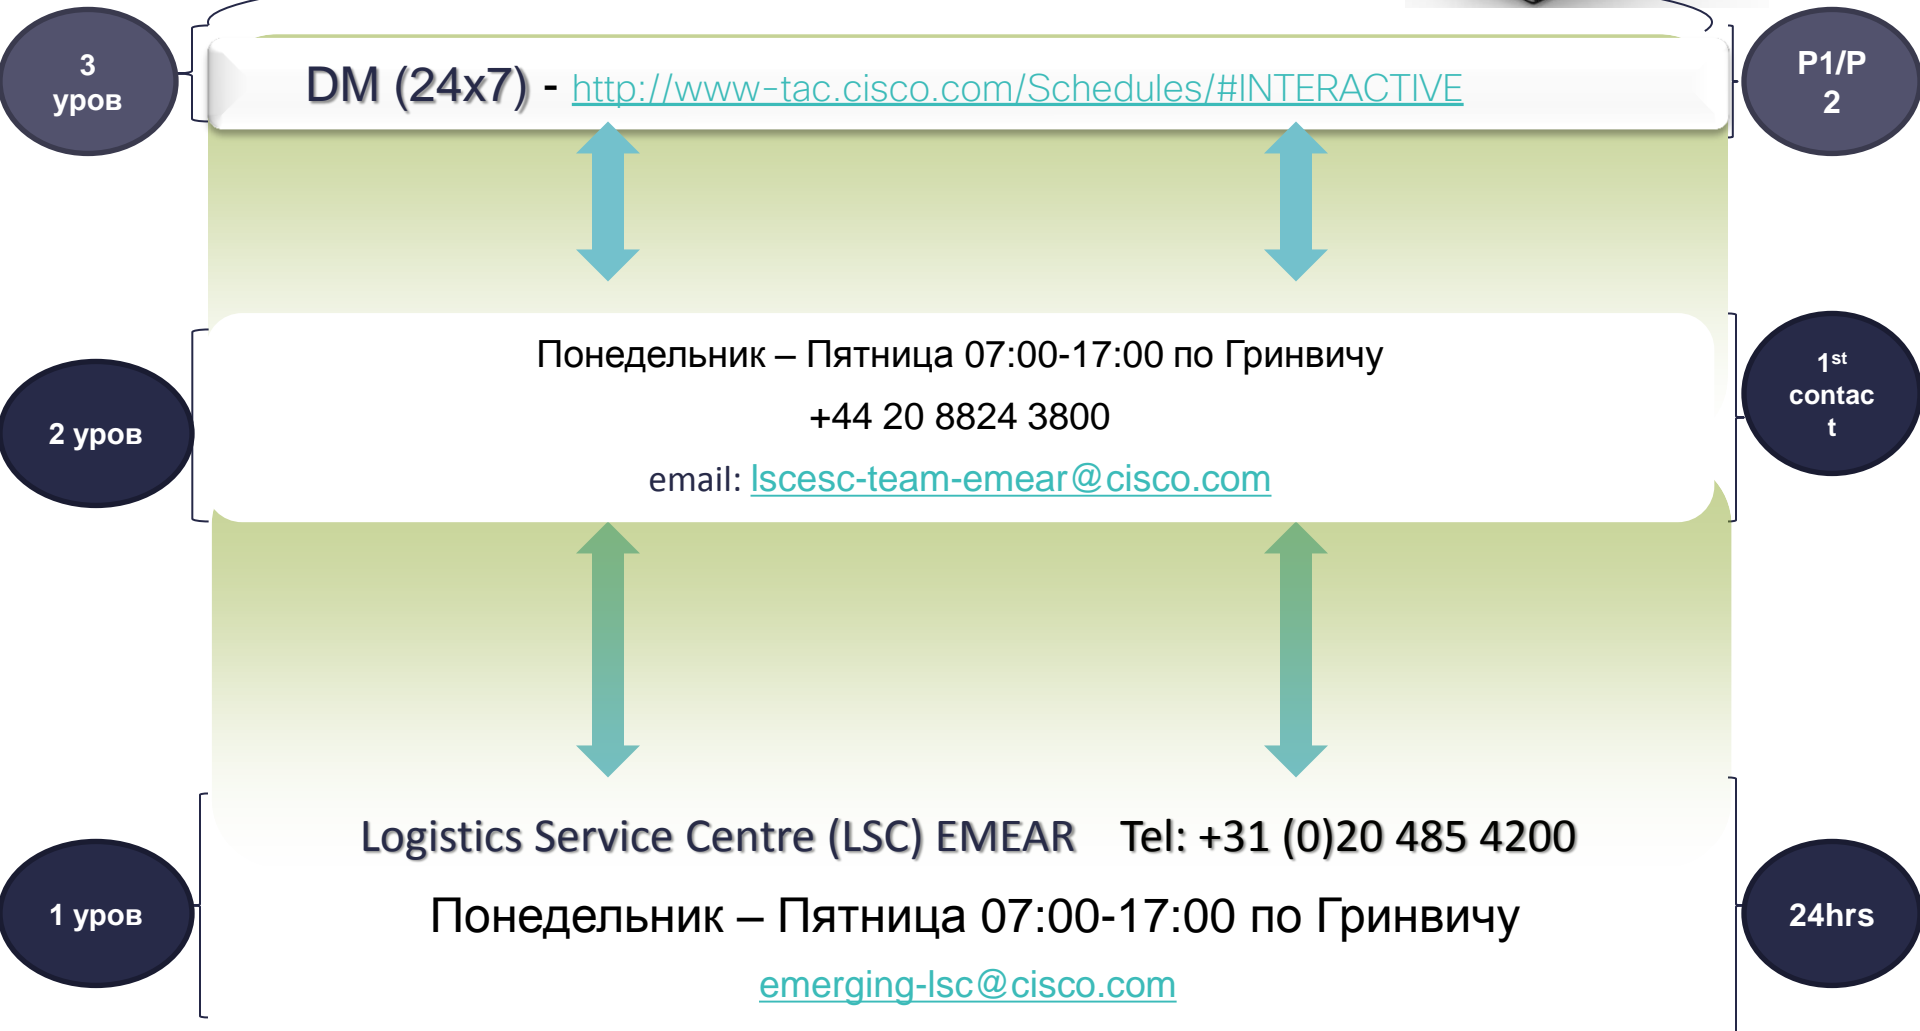 3
уров
DM (24x7) - http://www-tac.cisco.com/Schedules/#INTERACTIVE
P1/P
2
Понедельник – Пятница 07:00-17:00 по Гринвичу
+44 20 8824 3800
email: lscesc-team-emear@cisco.com
2 уров
1st
contac
t
Logistics Service Centre (LSC) EMEAR Tel: +31 (0)20 485 4200
Понедельник – Пятница 07:00-17:00 по Гринвичу
emerging-lsc@cisco.com
1 уров
24hrs